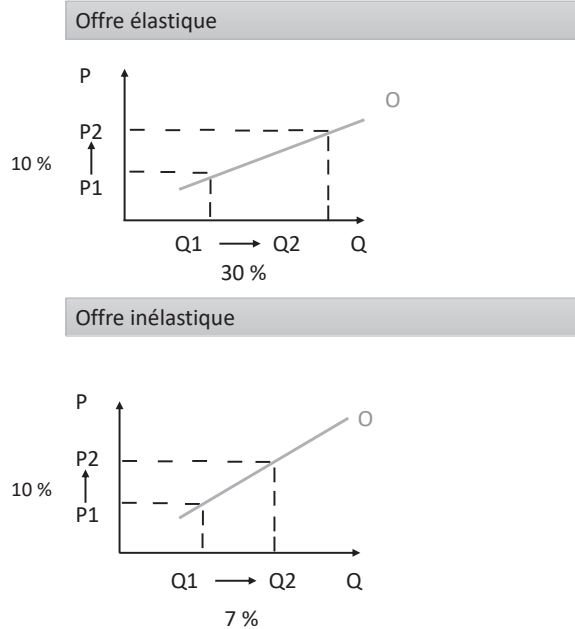 Offre élastique
P
O
P2
10 %
P1
Q1 Q2 Q
30 %
Offre inélastique
P
O
P2
10 %
P1
Q1 Q2 Q
7 %